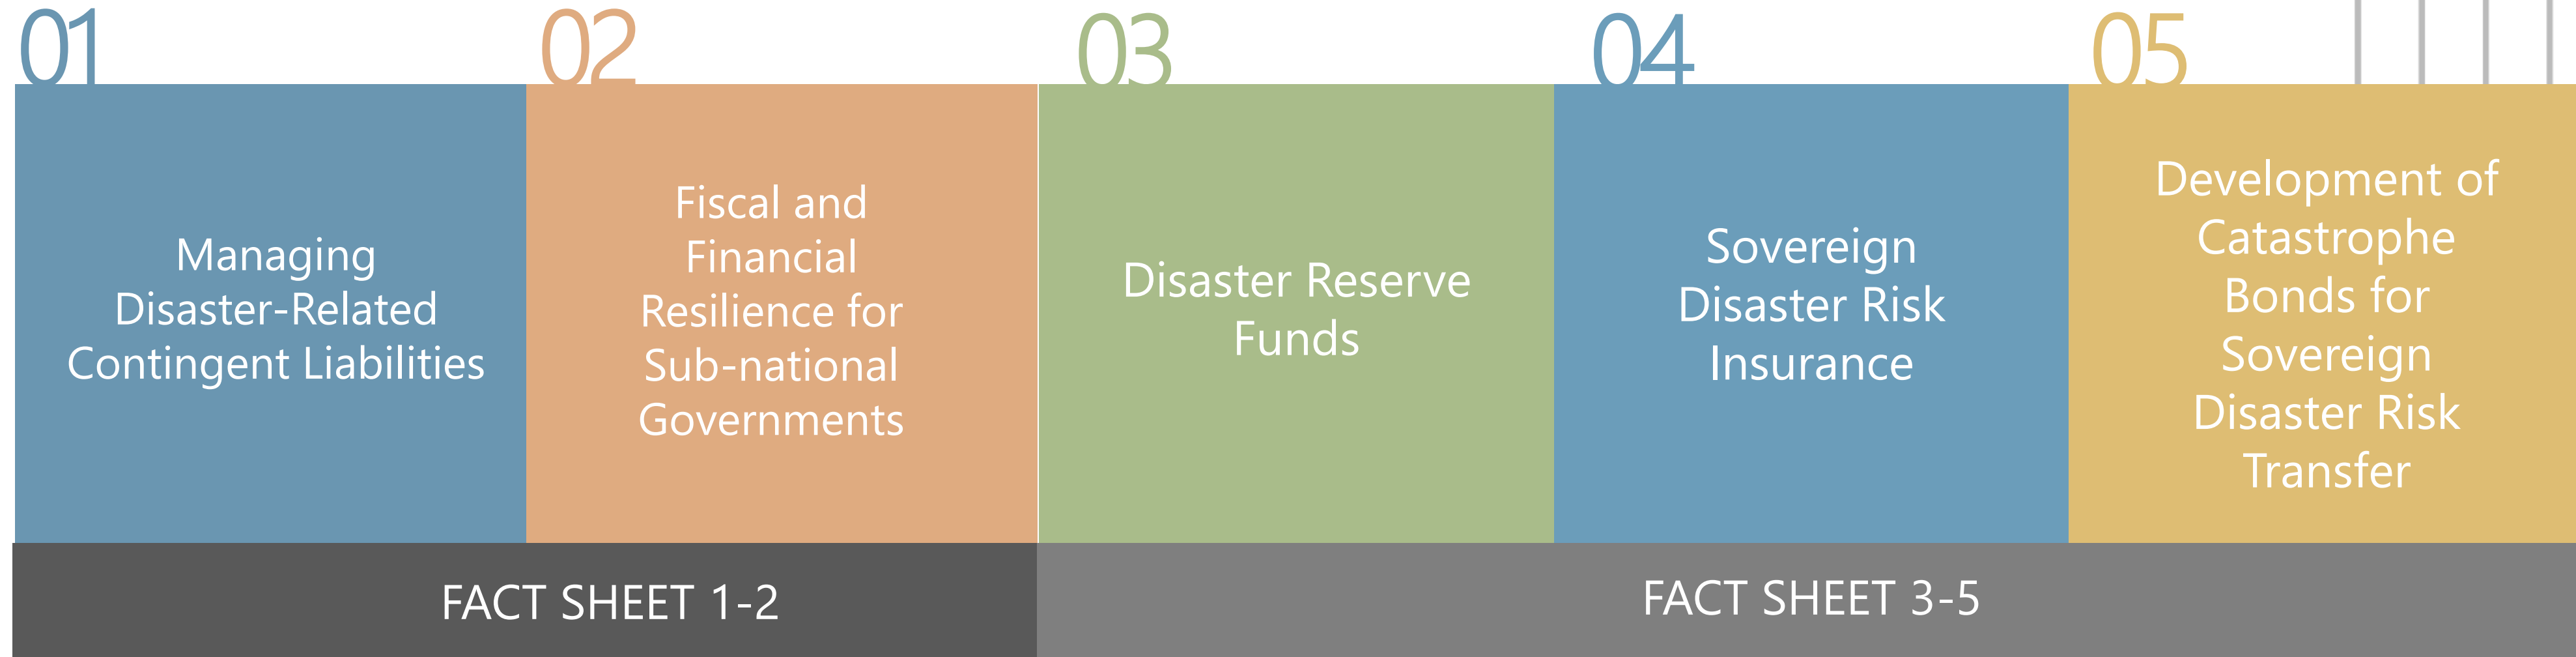 01
Managing
Disaster-Related
Contingent Liabilities
02
Fiscal and
Financial
Resilience for
Sub-national
Governments
03
Disaster Reserve
Funds
04
Sovereign
Disaster Risk
Insurance
05
Development of
Catastrophe
Bonds for
Sovereign
Disaster Risk
Transfer
FACT SHEET 1-2
FACT SHEET 3-5